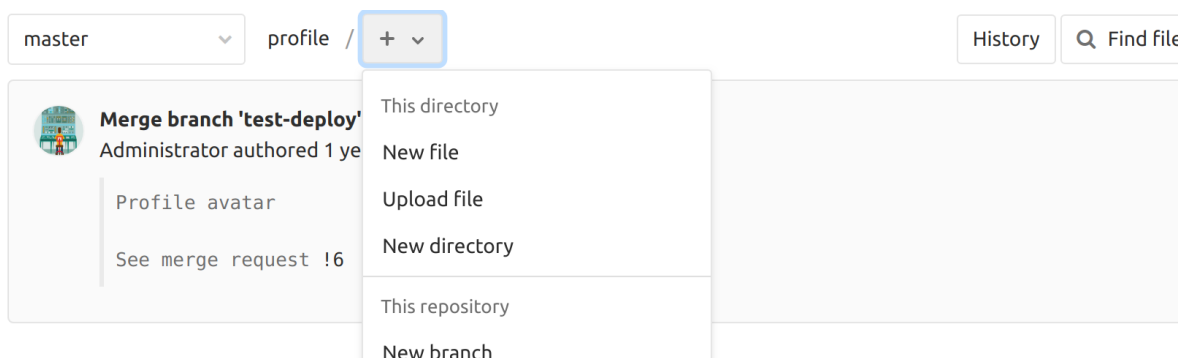 master
profile / +
History
Find file
Merge branch 'test-deploy'
Administrator authored 1 ye
Profile avatar
See merge request !6
This directory
New file
Upload file
New directory
This repository
New branch